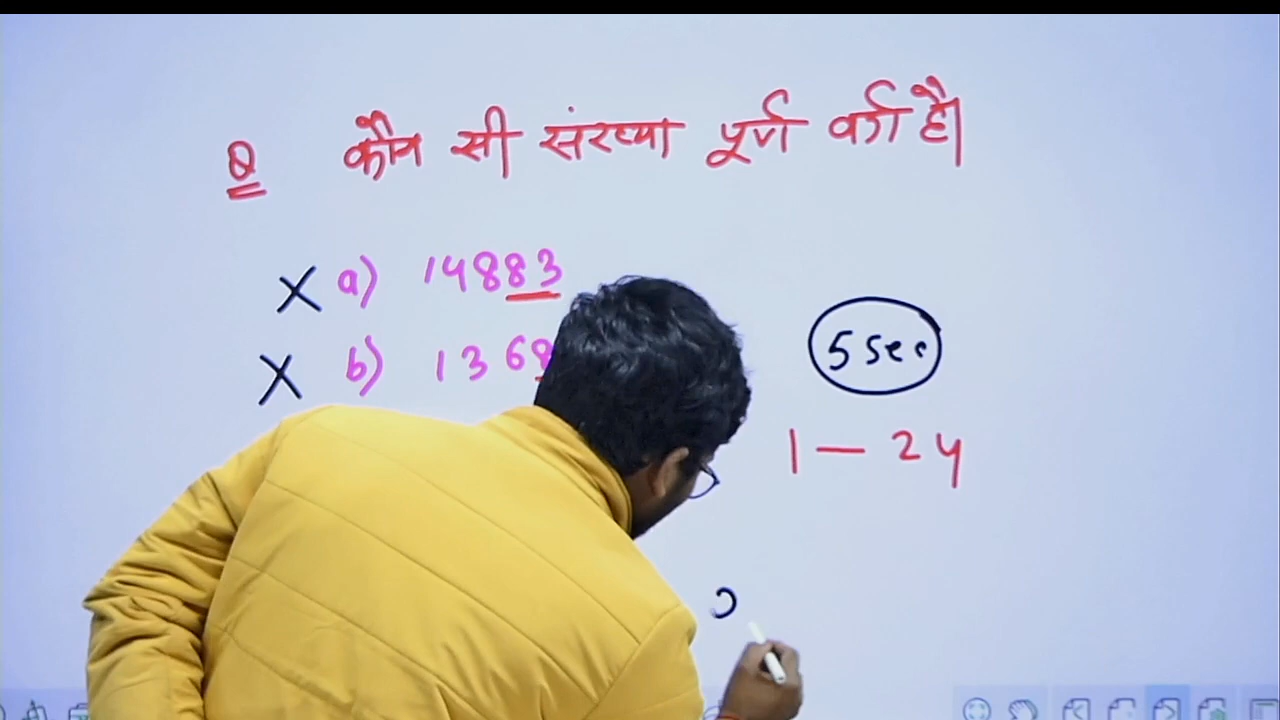 Q कौन सी संख्या पूर्ण वर्ग है।
X a) 14883
X b) 1368
5 sec
1 — 24